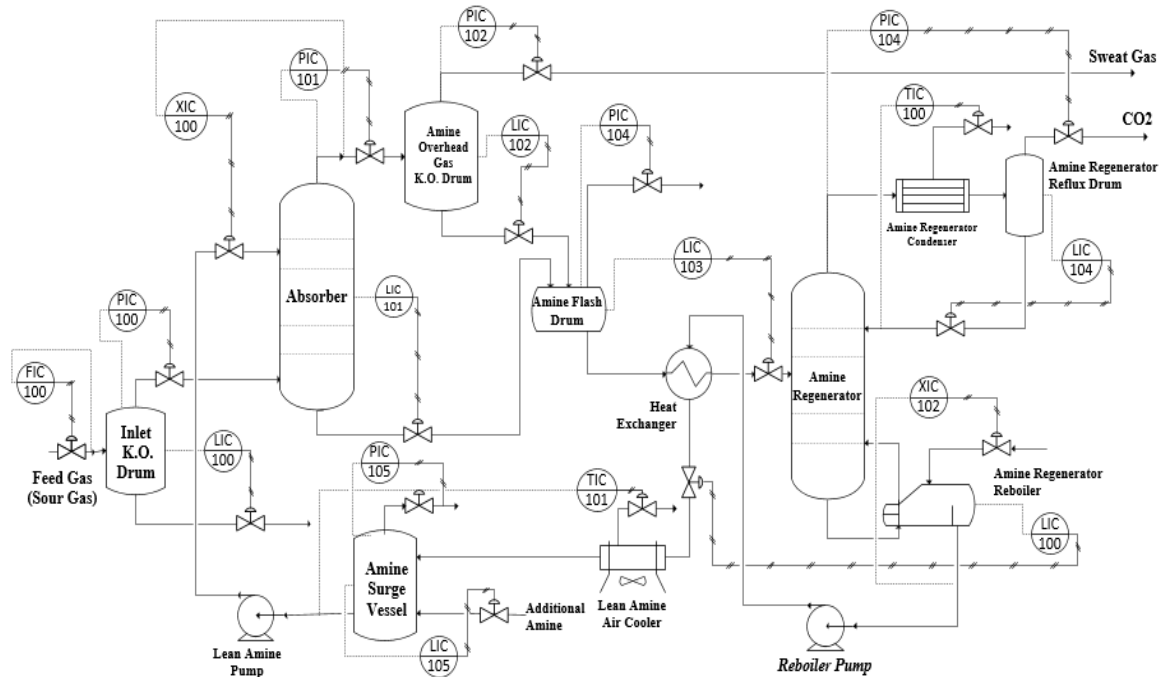 PIC
102
PIC
104
Sweat Gas
PIC
101
TIC
100
XIC
100
CO2
Amine
Overhead
Gas
K.O. Drum
LIC
102
PIC
104
Amine Regenerator
Reflux Drum
Amine Regenerator
Condenser
LIC
103
LIC
104
Absorber
LIC
101
Amine Flash
Drum
PIC
100
FIC
100
Amine
Regenerator
Heat
Exchanger
XIC
102
Inlet
K.O.
Drum
LIC
100
Feed Gas
(Sour Gas)
PIC
105
TIC
101
Amine Regenerator
Reboiler
LIC
100
Amine
Surge
Vessel
Lean Amine
Air Cooler
Additional
Amine
LIC
105
Lean Amine
Pump
Reboiler Pump